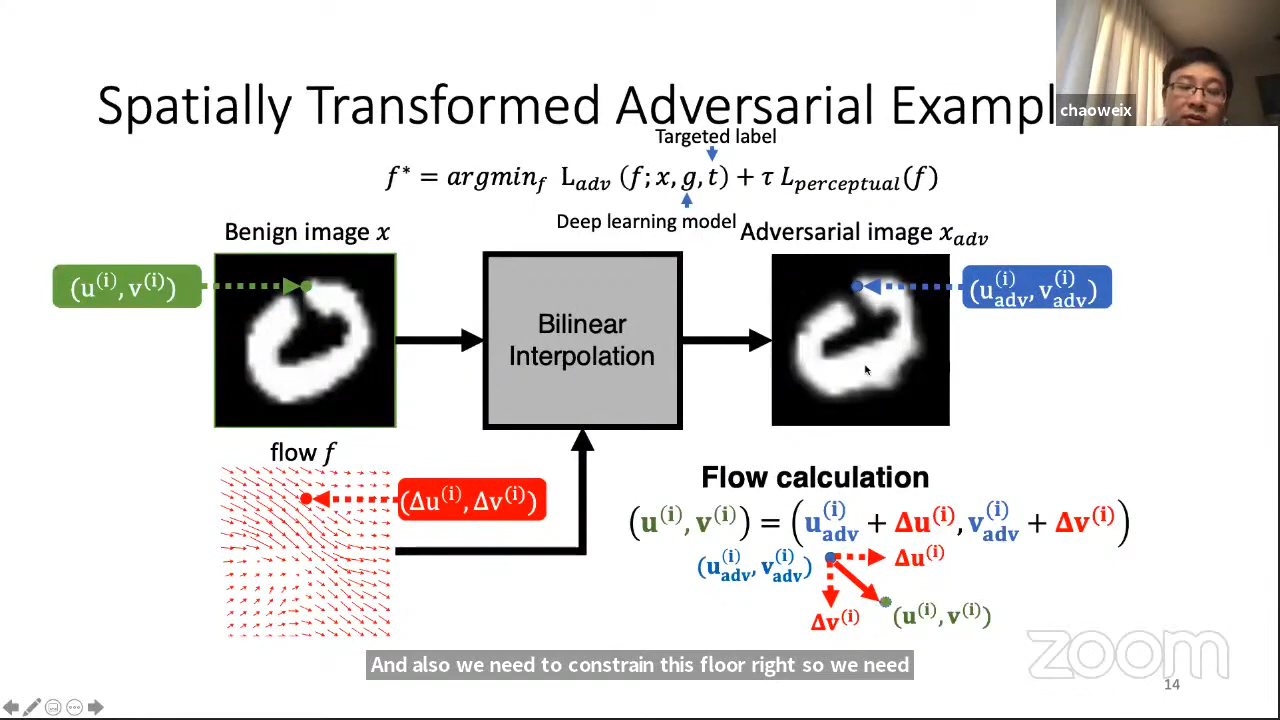 Spatially Transformed Adversarial Exampl
chaoweix
Targeted label
f* = argmin_f L_adv (f; x, g, t) + τ L_perceptual(f)
Deep learning model
Benign image x
Adversarial image x_adv
(u^(i), v^(i))
(u_adv^(i), v_adv^(i))
Bilinear
Interpolation
flow f
(Δu^(i), Δv^(i))
Flow calculation
(u^(i), v^(i)) = (u_adv^(i) + Δu^(i), v_adv^(i) + Δv^(i))
(u_adv^(i), v_adv^(i))
Δu^(i)
Δv^(i)
(u^(i), v^(i))
And also we need to constrain this floor right so we need
zoom
14